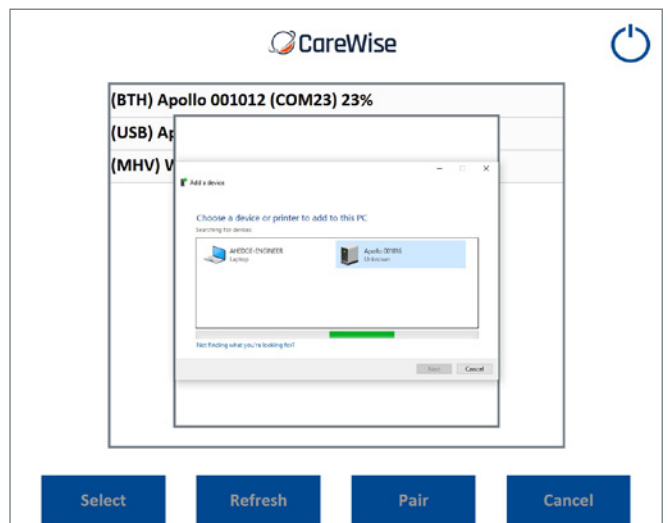 CareWise
(BTH) Apollo 001012 (COM23) 23%
(USB) Ap
(MHV) W
Add a device
Choose a device or printer to add to this PC
Searching for devices
AHEDGE-ENGINEER
Laptop
Apollo 001016
Unknown
Not finding what you're looking for?
Next Cancel
Select Refresh Pair Cancel